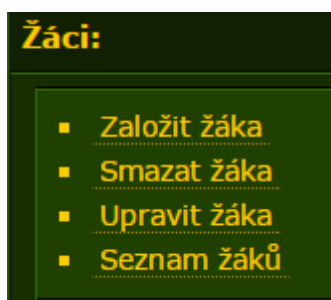 Žáci:
Založit žáka
Smazat žáka
Upravit žáka
Seznam žáků